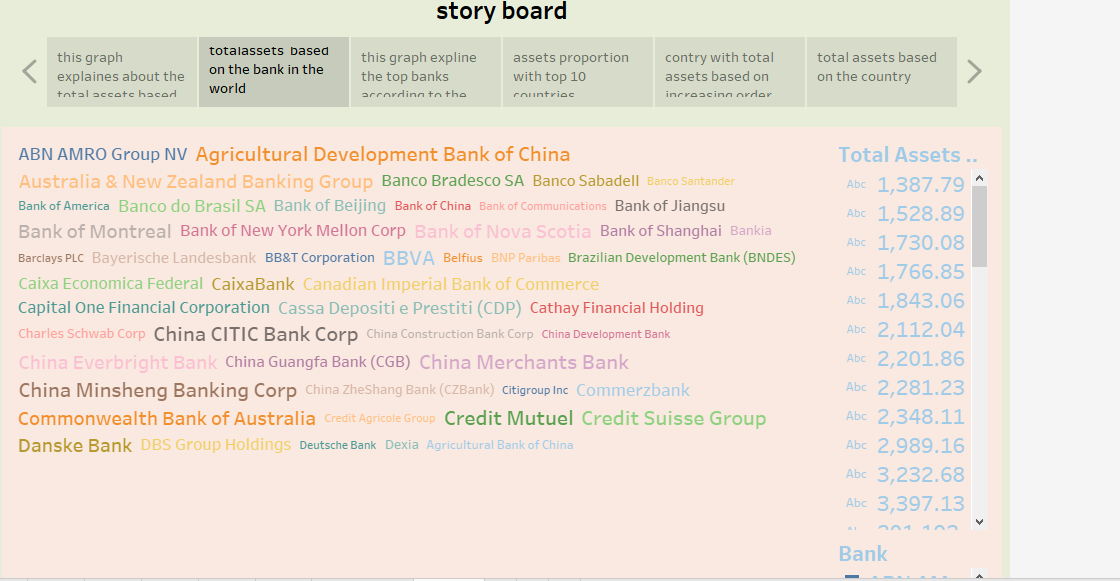 story board
this graph
explaines about the
total assets based
totalassets based
on the bank in the
world
this graph expline
the top banks
according to the
assets proportion
with top 10
countries
contry with total
assets based on
increasing order
total assets based
on the country
ABN AMRO Group NV Agricultural Development Bank of China
Australia & New Zealand Banking Group Banco Bradesco SA Banco Sabadell Banco Santander
Bank of America Banco do Brasil SA Bank of Beijing Bank of China Bank of Communications Bank of Jiangsu
Bank of Montreal Bank of New York Mellon Corp Bank of Nova Scotia Bank of Shanghai Bankia
Barclays PLC Bayerische Landesbank BB&T Corporation BBVA Belfius BNP Paribas Brazilian Development Bank (BNDES)
Caixa Economica Federal CaixaBank Canadian Imperial Bank of Commerce
Capital One Financial Corporation Cassa Depositi e Prestiti (CDP) Cathay Financial Holding
Charles Schwab Corp China CITIC Bank Corp China Construction Bank Corp China Development Bank
China Everbright Bank China Guangfa Bank (CGB) China Merchants Bank
China Minsheng Banking Corp China ZheShang Bank (CZBank) Citigroup Inc Commerzbank
Commonwealth Bank of Australia Credit Agricole Group Credit Mutuel Credit Suisse Group
Danske Bank DBS Group Holdings Deutsche Bank Dexia Agricultural Bank of China
Total Assets ..
Abc 1,387.79
Abc 1,528.89
Abc 1,730.08
Abc 1,766.85
Abc 1,843.06
Abc 2,112.04
Abc 2,201.86
Abc 2,281.23
Abc 2,348.11
Abc 2,989.16
Abc 3,232.68
Abc 3,397.13
Bank